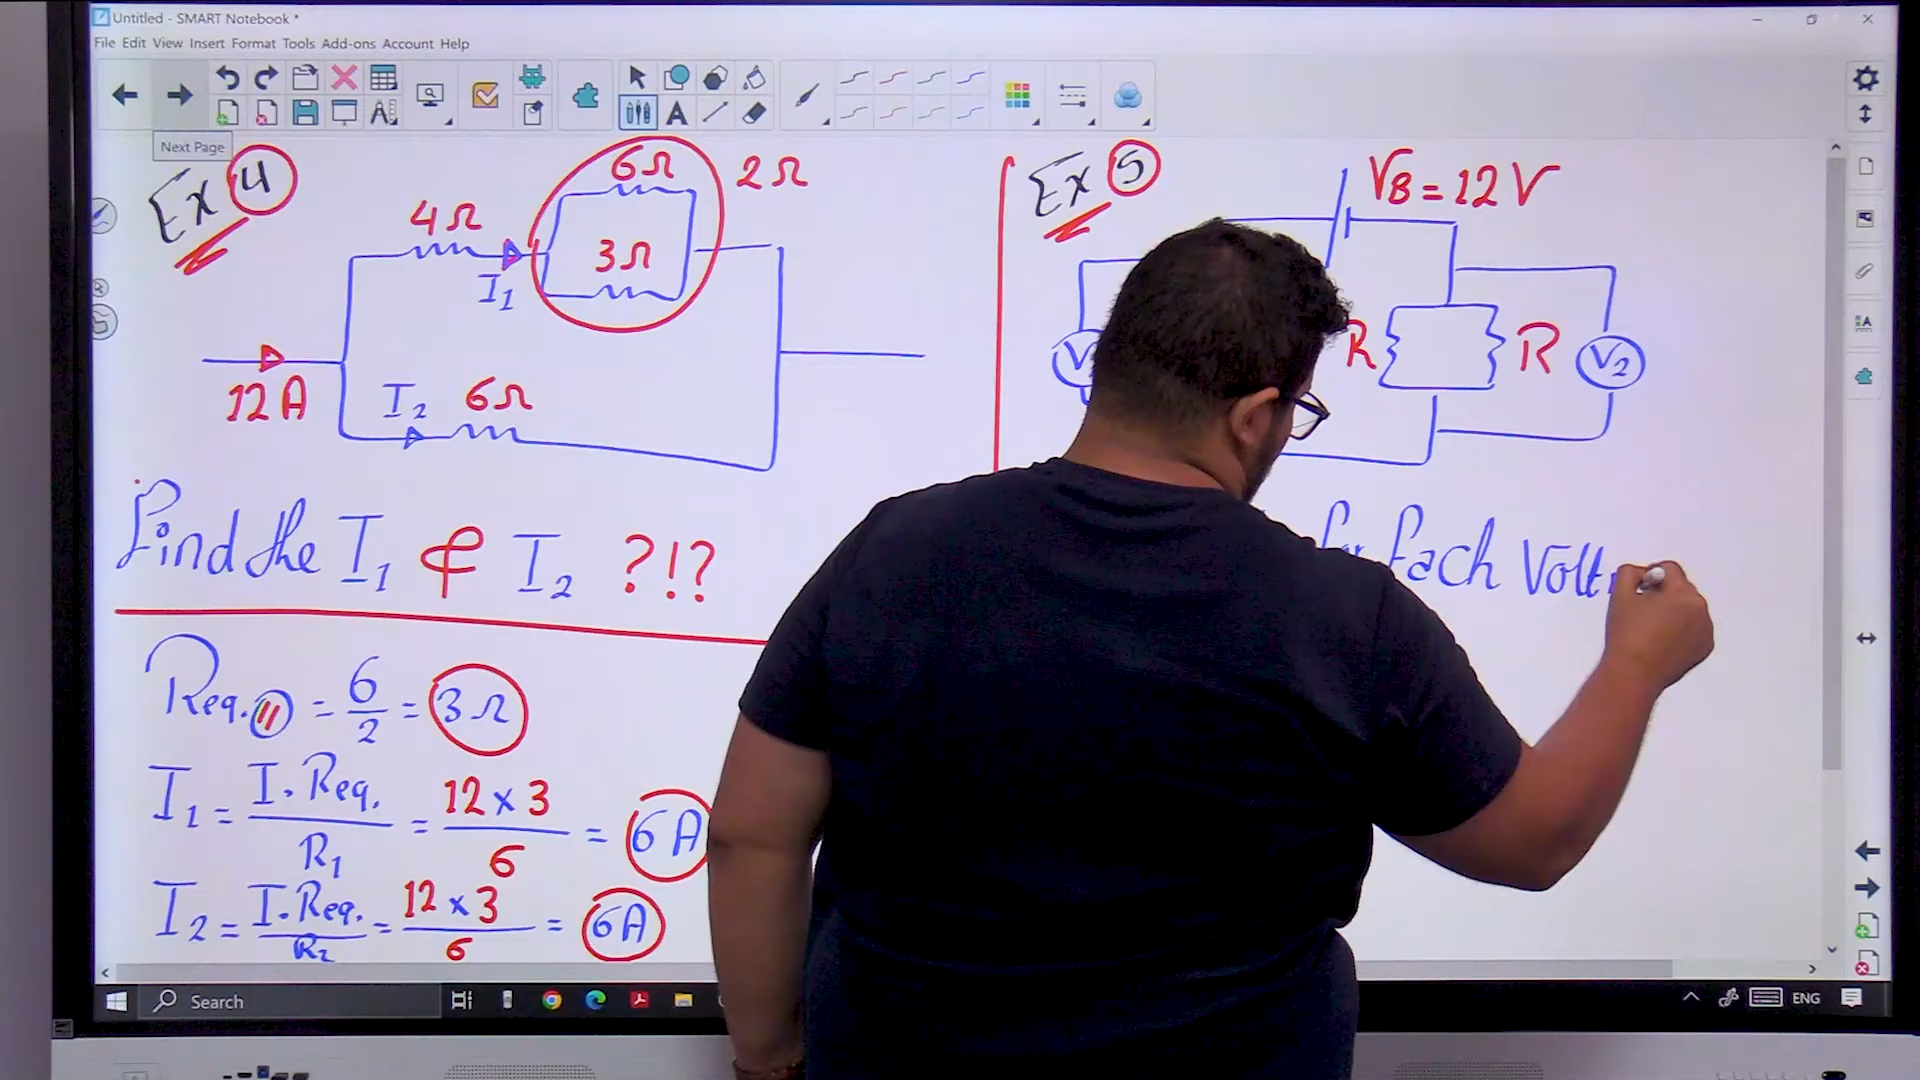 Untitled - SMART Notebook *
File Edit View Insert Format Tools Add-ons Account Help
Next Page
Ex 4
6Ω
2Ω
4Ω
3Ω
I1
12A
I2 6Ω
Find the I1 & I2 ?!?
Req. // = 6/2 = 3Ω
I1 = I. Req. / R1 = 12 x 3 / 6 = 6A
I2 = I. Req. / R2 = 12 x 3 / 6 = 6A
Ex 5
VB = 12V
R R V2
for Each Volt
Search
ENG